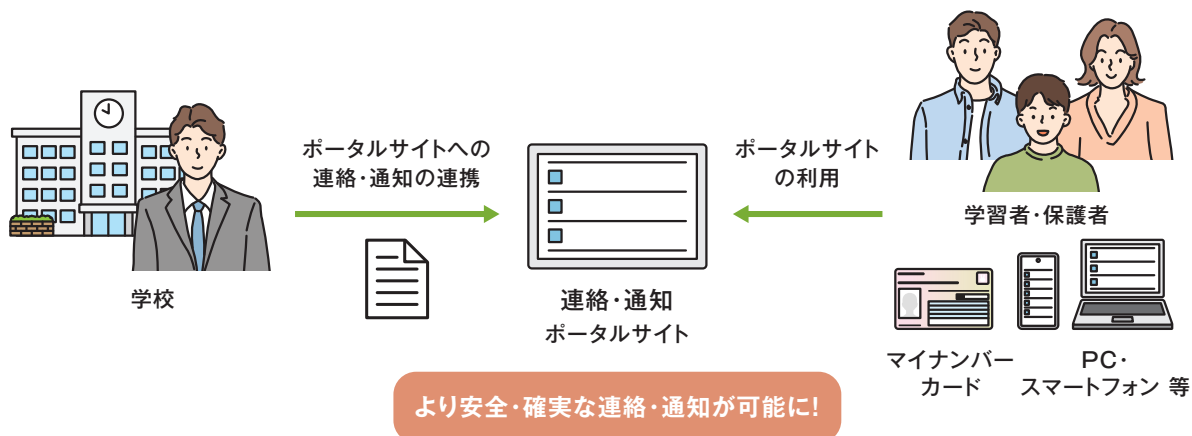 学校
ポータルサイトへの
連絡・通知の連携
連絡・通知
ポータルサイト
ポータルサイト
の利用
学習者・保護者
マイナンバー
カード
PC・
スマートフォン 等
より安全・確実な連絡・通知が可能に!